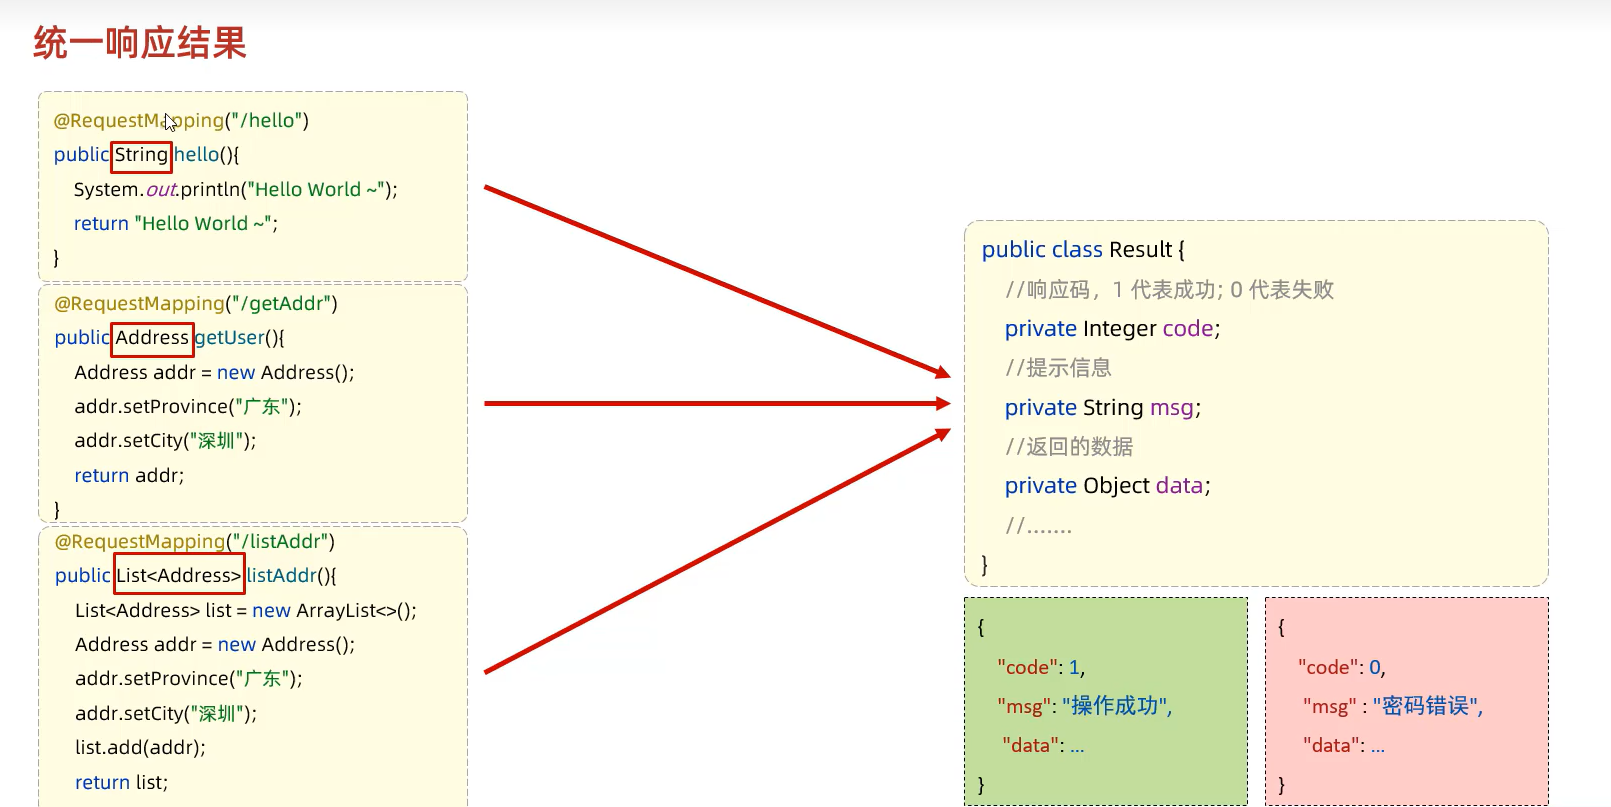 统一响应结果
@RequestMapping("/hello")
public String hello(){
System.out.println("Hello World ~");
return "Hello World ~";
}
@RequestMapping("/getAddr")
public Address getUser(){
Address addr = new Address();
addr.setProvince("广东");
addr.setCity("深圳");
return addr;
}
@RequestMapping("/listAddr")
public List<Address> listAddr(){
List<Address> list = new ArrayList<>();
Address addr = new Address();
addr.setProvince("广东");
addr.setCity("深圳");
list.add(addr);
return list;
public class Result {
//响应码，1 代表成功; 0 代表失败
private Integer code;
//提示信息
private String msg;
//返回的数据
private Object data;
//.......
}
{
"code": 1,
"msg": "操作成功",
"data": ...
}
{
"code": 0,
"msg" : "密码错误",
"data": ...
}